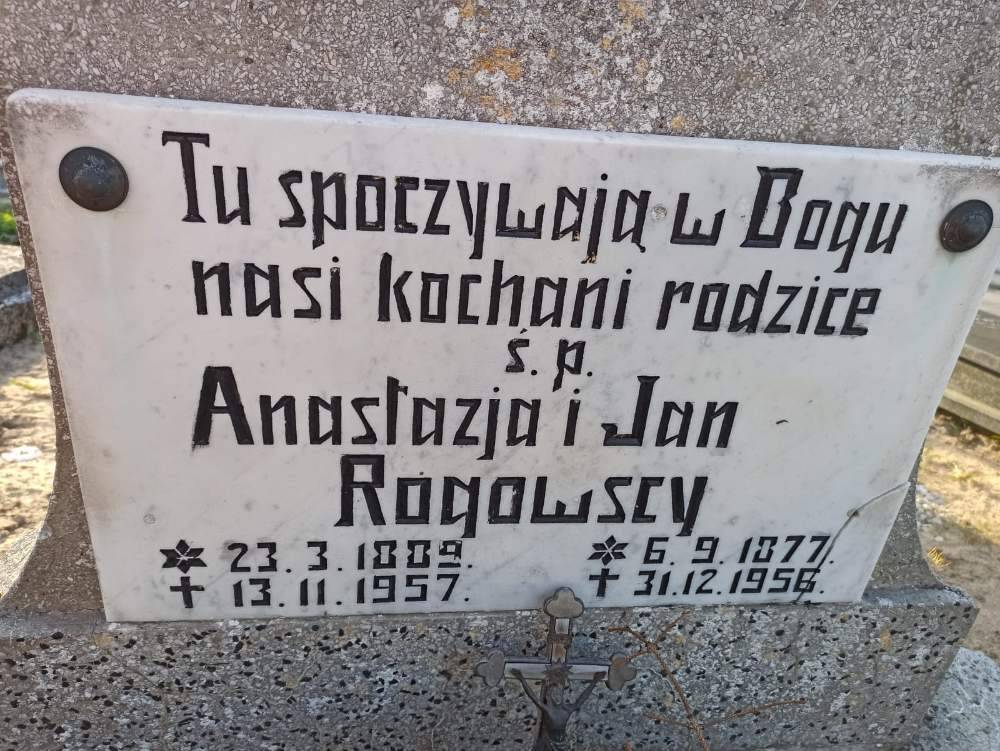 Tu spoczywają w Bogu
nasi kochani rodzice
ś.p.
Anastazja i Jan
Rogowscy
23.3.1889. 6.9.1877.
13.11.1957. 31.12.1956.